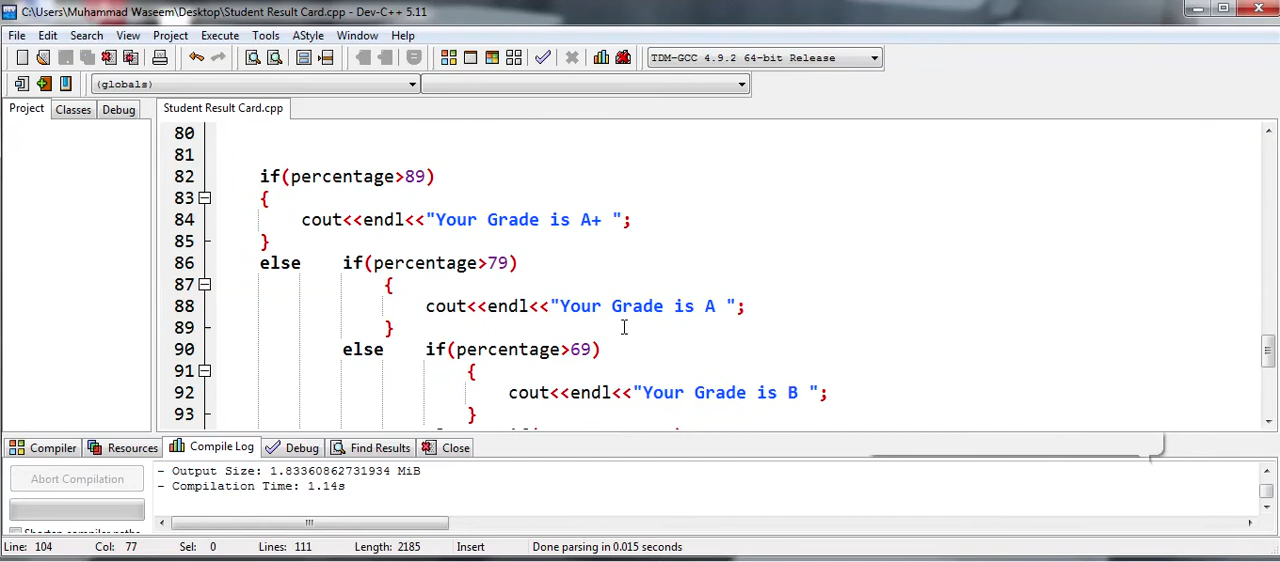 C:\Users\Muhammad Waseem\Desktop\Student Result Card.cpp - Dev-C++ 5.11
File Edit Search View Project Execute Tools AStyle Window Help
TDM-GCC 4.9.2 64-bit Release
(globals)
Project Classes Debug Student Result Card.cpp
80
81
82 if(percentage>89)
83 {
84 cout<<endl<<"Your Grade is A+ ";
85 }
86 else if(percentage>79)
87 {
88 cout<<endl<<"Your Grade is A ";
89 }
90 else if(percentage>69)
91 {
92 cout<<endl<<"Your Grade is B ";
93 }
Compiler Resources Compile Log Debug Find Results Close
Abort Compilation
- Output Size: 1.83360862731934 MiB
- Compilation Time: 1.14s
Line: 104 Col: 77 Sel: 0 Lines: 111 Length: 2185 Insert Done parsing in 0.015 seconds